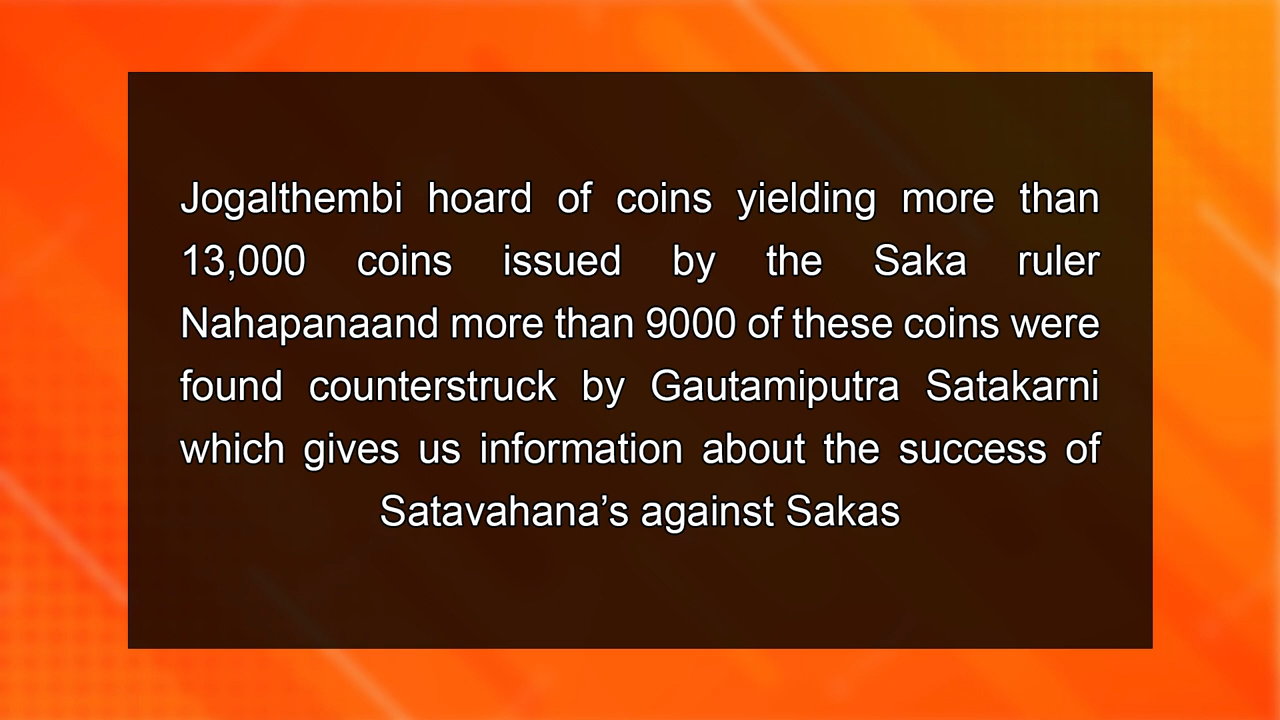 Jogalthembi hoard of coins yielding more than
13,000 coins issued by the Saka ruler
Nahapanaand more than 9000 of these coins were
found counterstruck by Gautamiputra Satakarni
which gives us information about the success of
Satavahana’s against Sakas